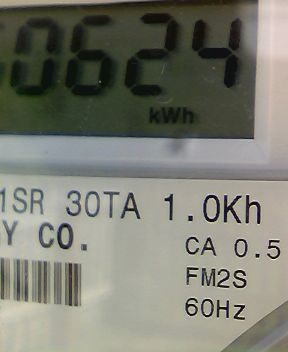 0624
kWh
1SR 30TA 1.0Kh
Y CO.
CA 0.5
FM2S
60Hz